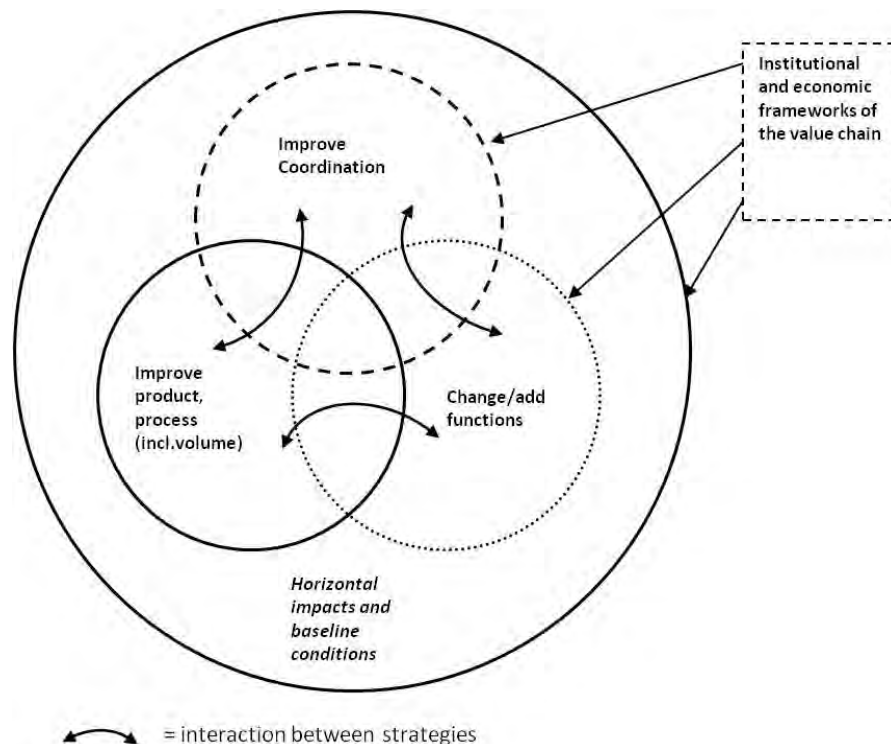 Institutional
and economic
frameworks of
the value chain
Improve
Coordination
Improve
product,
process
(incl.volume)
Change/add
functions
Horizontal
impacts and
baseline
conditions
= interaction between strategies